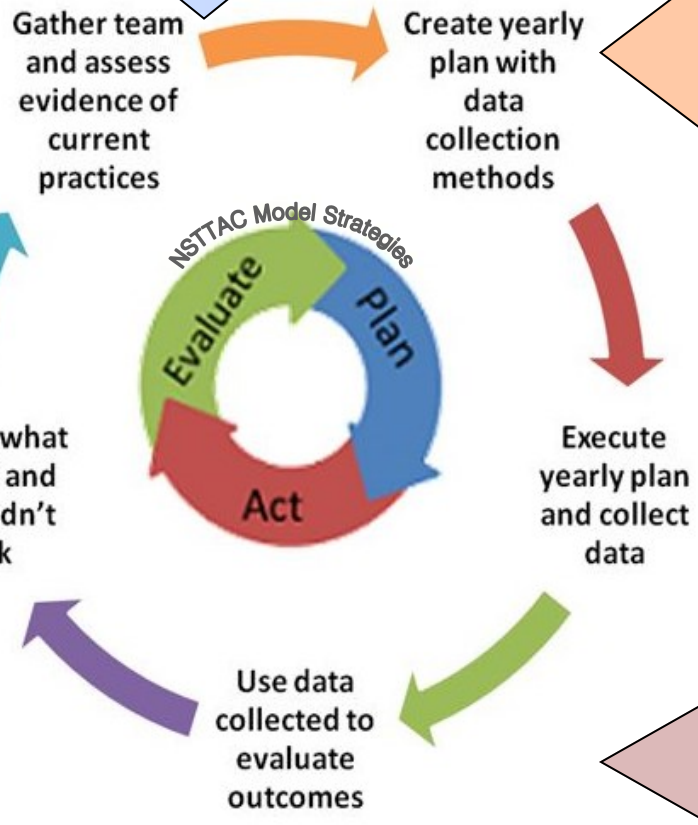 Gather team
and assess
evidence of
current
practices
Create yearly
plan with
data
collection
methods
NSTTAC Model Strategies
Evaluate
Plan
Act
Execute
yearly plan
and collect
data
Use data
collected to
evaluate
outcomes
what
and
dn't
k